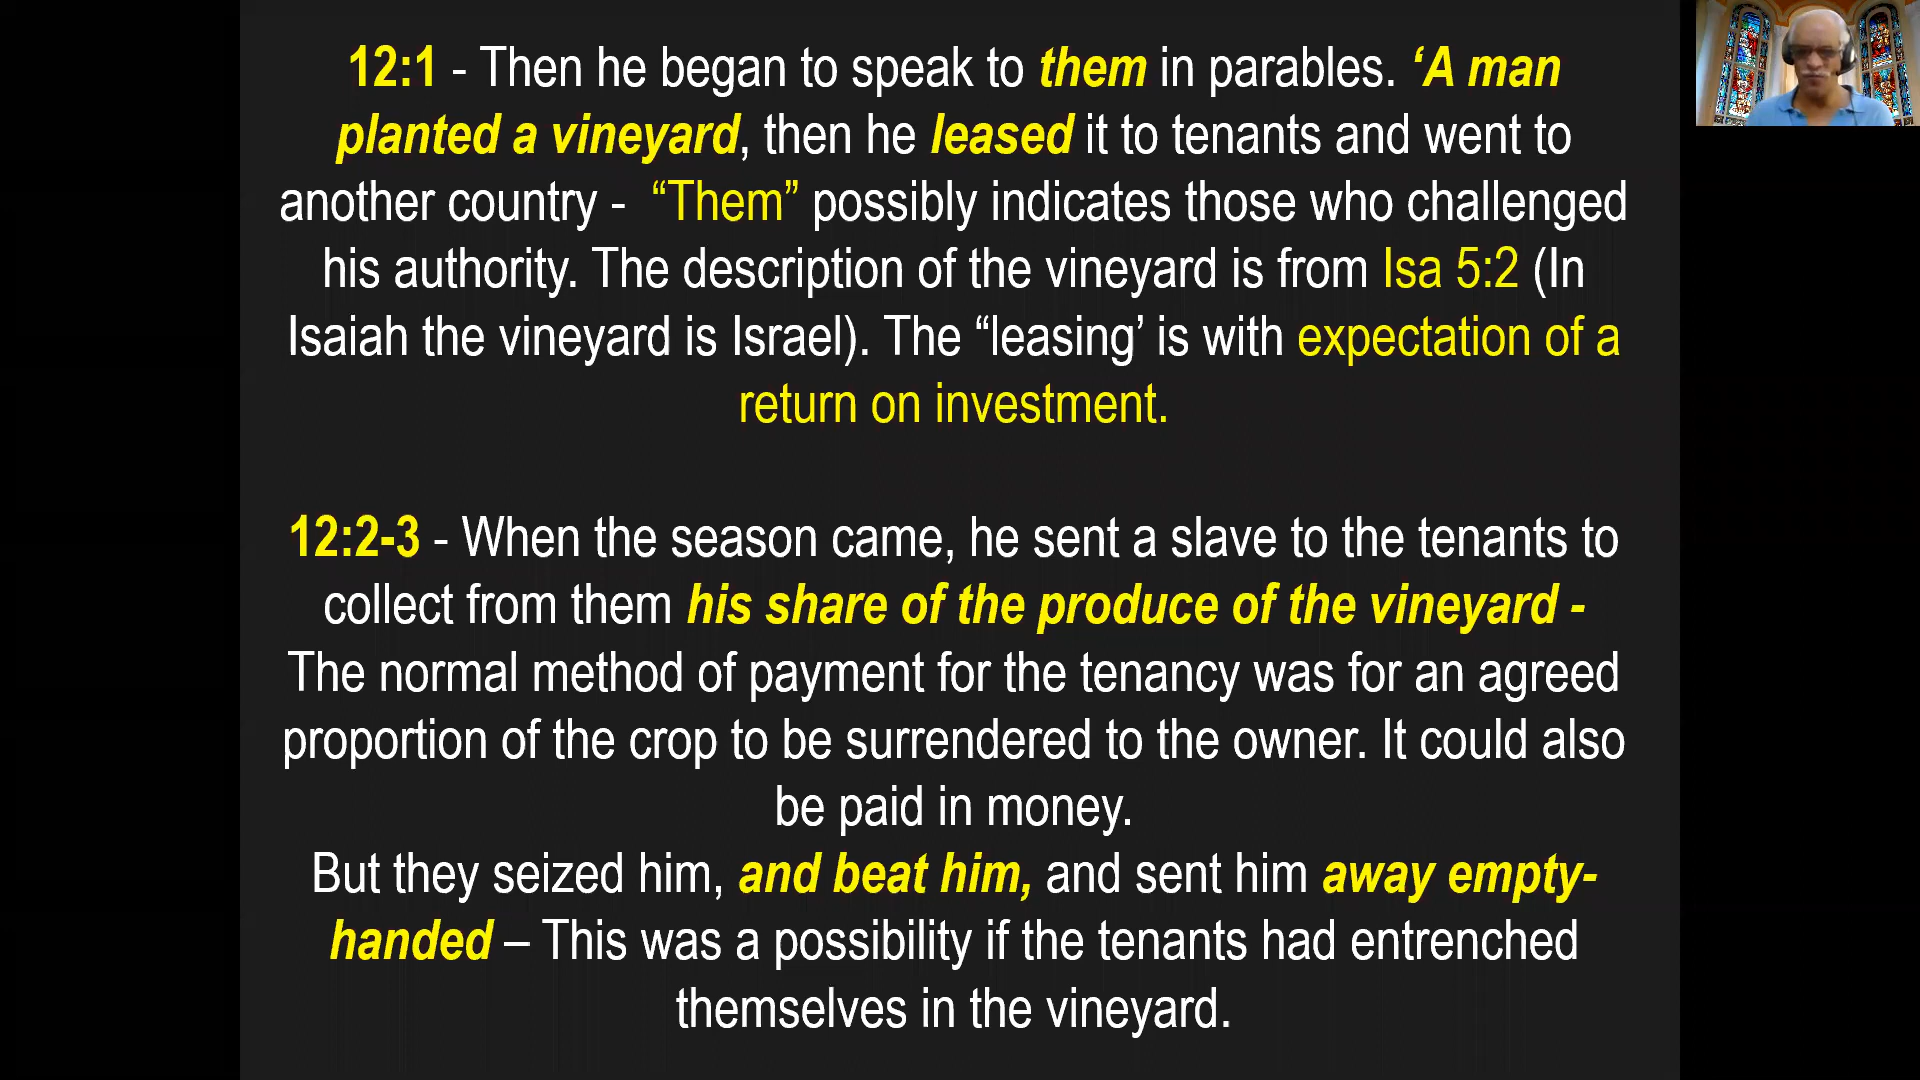 12:1 - Then he began to speak to them in parables. ‘A man
planted a vineyard, then he leased it to tenants and went to
another country - “Them” possibly indicates those who challenged
his authority. The description of the vineyard is from Isa 5:2 (In
Isaiah the vineyard is Israel). The “leasing’ is with expectation of a
return on investment.
12:2-3 - When the season came, he sent a slave to the tenants to
collect from them his share of the produce of the vineyard -
The normal method of payment for the tenancy was for an agreed
proportion of the crop to be surrendered to the owner. It could also
be paid in money.
But they seized him, and beat him, and sent him away empty-
handed – This was a possibility if the tenants had entrenched
themselves in the vineyard.